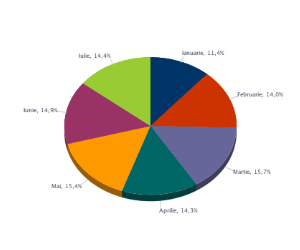 Iulie, 14,4%
Ianuarie, 11,4%
Februarie, 14,0%
Iunie, 14,9%
Martie, 15,7%
Mai, 15,4%
Aprilie, 14,3%